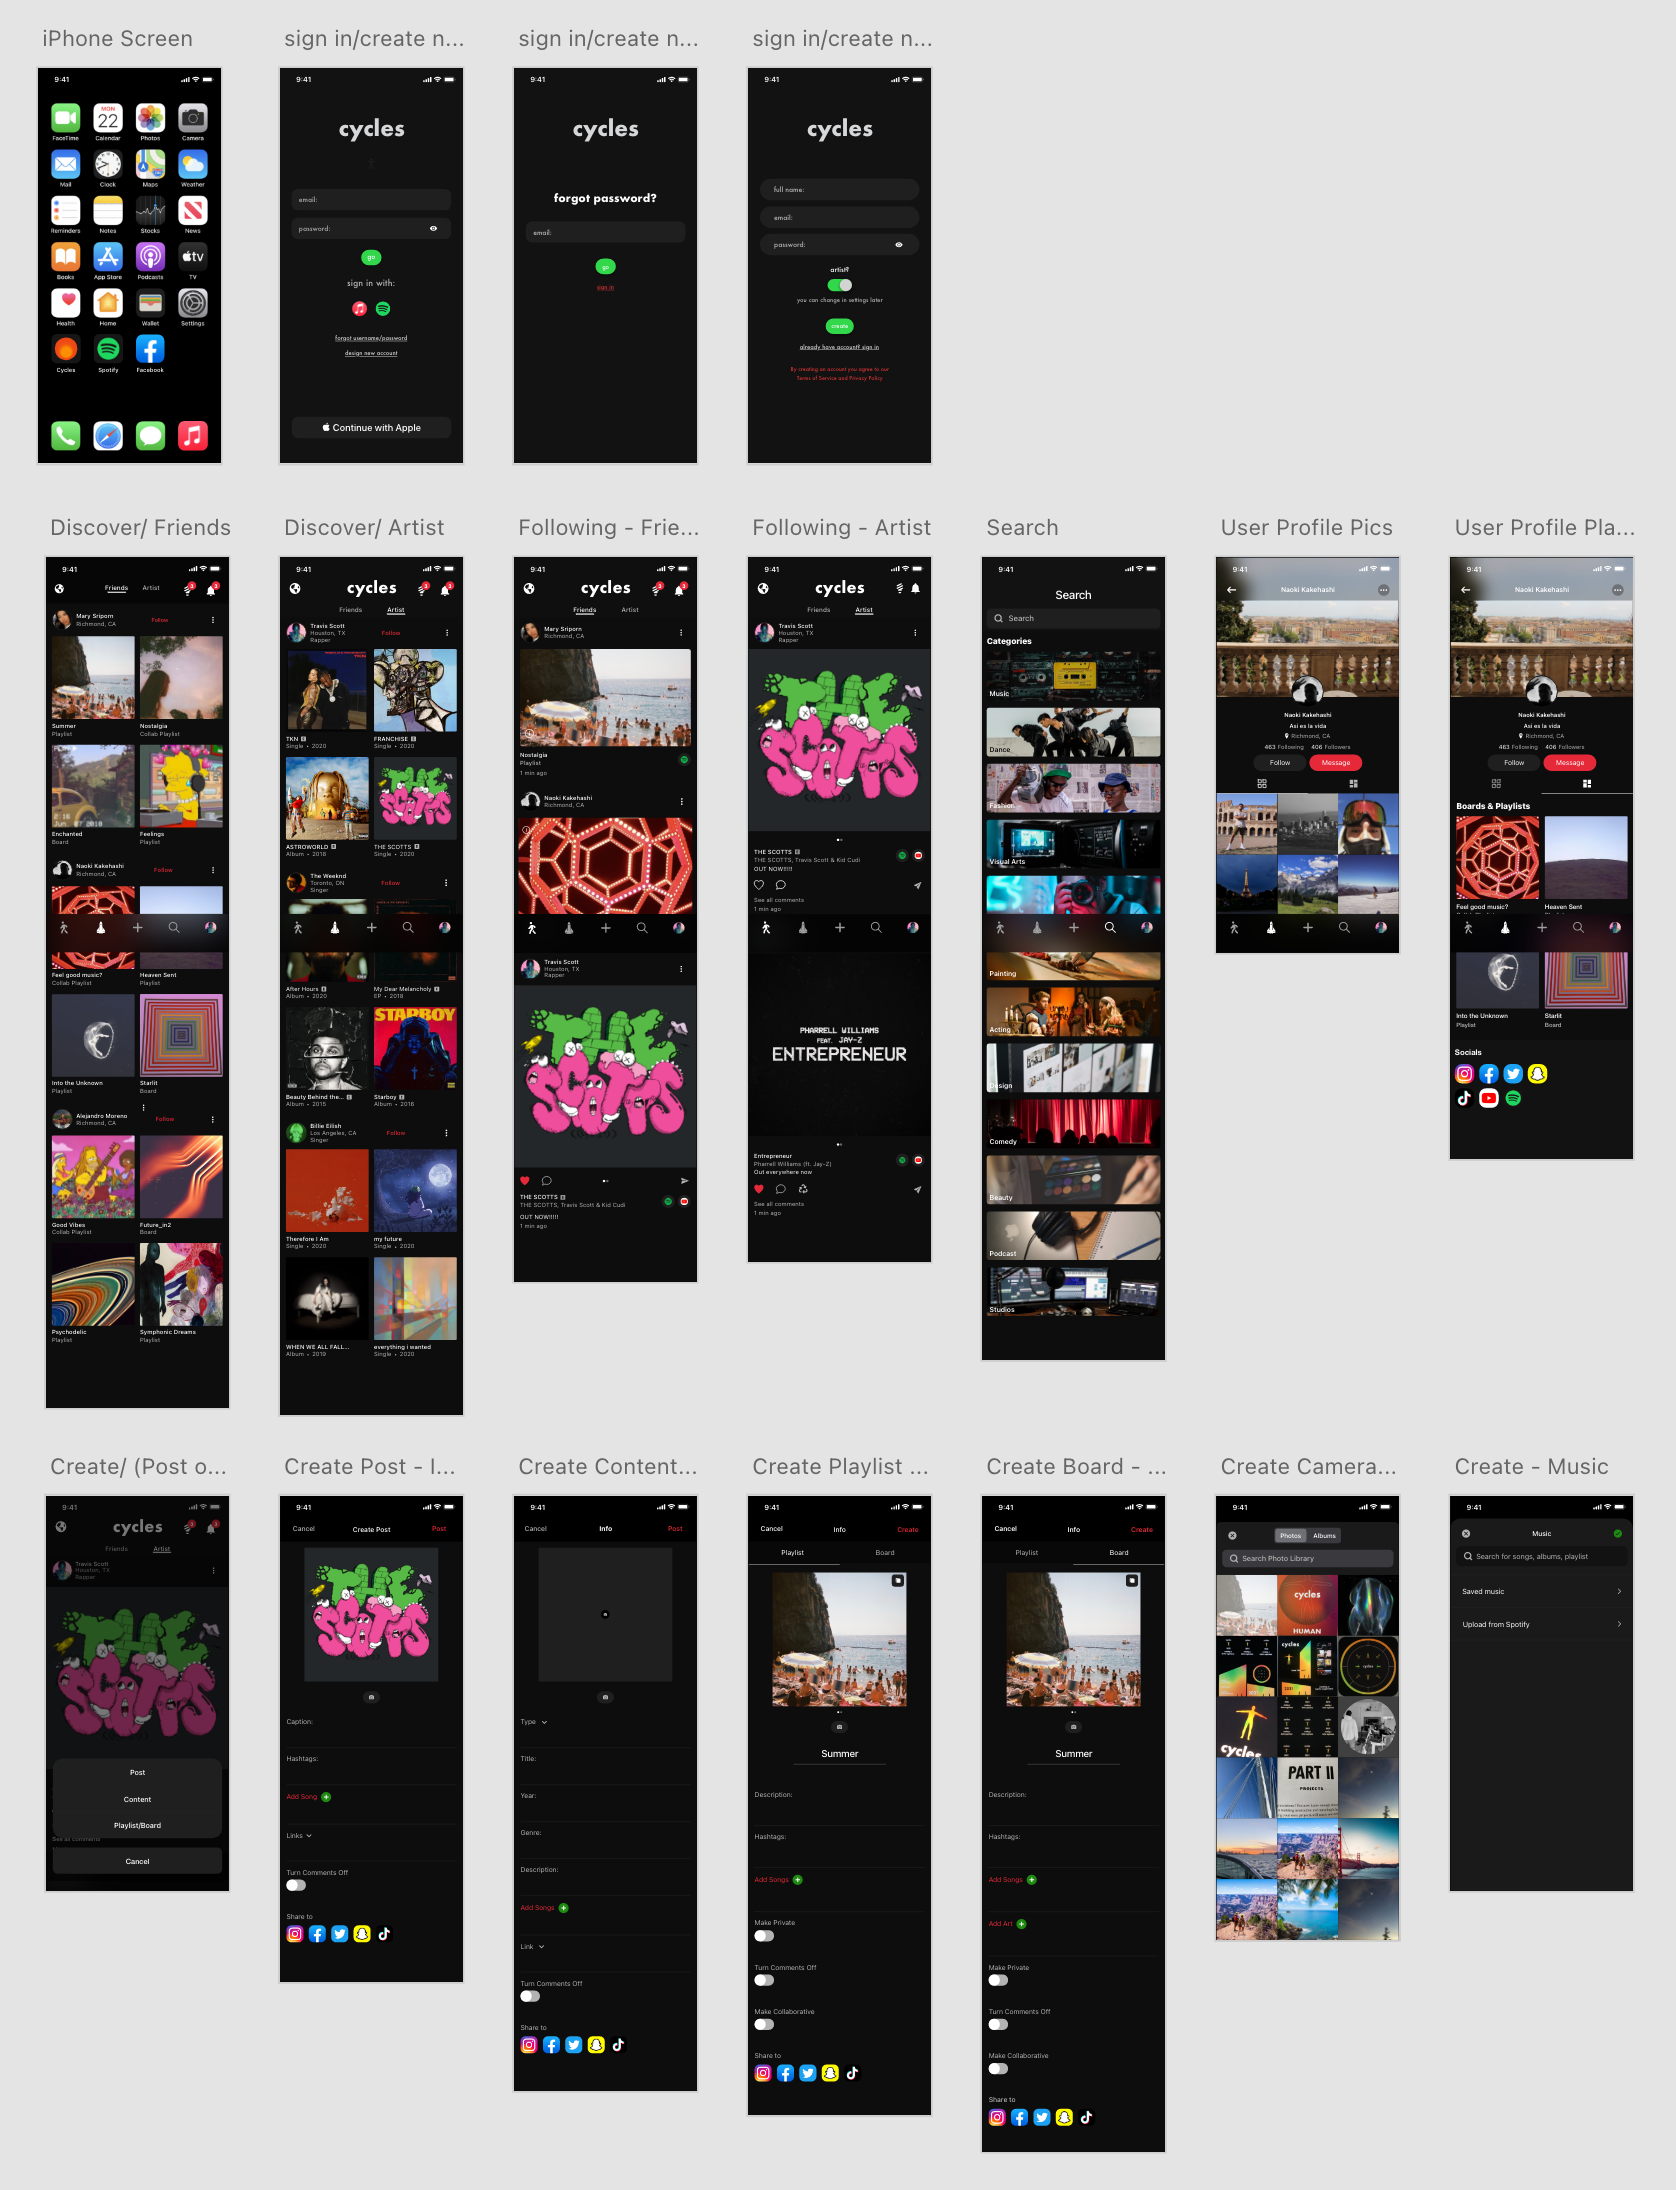 iPhone Screen
sign in/create n...
sign in/create n...
sign in/create n...
9:41
MON
22
FaceTime
Calendar
Photos
Camera
Mail
Clock
Maps
Weather
Reminders
Notes
Stocks
News
tv
Books
App Store
Podcasts
TV
Health
Home
Wallet
Settings
Cycles
Spotify
Facebook
9:41
cycles
email:
password:
go
sign in with:
forgot username/password
design new account
Continue with Apple
9:41
cycles
forgot password?
email:
go
sign in
9:41
cycles
full name:
email:
password:
artist?
you can change in settings later
create
already have account? sign in
By creating an account you agree to our
Terms of Service and Privacy Policy
Discover/ Friends
Discover/ Artist
Following - Frie...
Following - Artist
Search
User Profile Pics
User Profile Pla...
9:41
Friends
Artist
Mary Sriporn
Richmond, CA
Follow
Summer
Playlist
Nostalgia
Collab Playlist
Enchanted
Board
Feelings
Playlist
Naoki Kakehashi
Richmond, CA
Follow
Feel good music?
Collab Playlist
Heaven Sent
Playlist
Into the Unknown
Playlist
Starlit
Board
Alejandro Moreno
Richmond, CA
Follow
Good Vibes
Collab Playlist
Future_in2
Board
Psychodelic
Playlist
Symphonic Dreams
Playlist
9:41
cycles
Friends
Artist
Travis Scott
Houston, TX
Rapper
Follow
TKN E
Single • 2020
FRANCHISE E
Single • 2020
ASTROWORLD E
Album • 2018
THE SCOTTS E
Single • 2020
The Weeknd
Toronto, ON
Singer
Follow
After Hours E
Album • 2020
My Dear Melancholy E
EP • 2018
STARBOY
Beauty Behind the... E
Album • 2015
Starboy E
Album • 2016
Billie Eilish
Los Angeles, CA
Singer
Follow
Therefore I Am
Single • 2020
my future
Single • 2020
WHEN WE ALL FALL...
Album • 2019
everything i wanted
Single • 2020
9:41
cycles
Friends
Artist
Mary Sriporn
Richmond, CA
Nostalgia
Playlist
1 min ago
Naoki Kakehashi
Richmond, CA
Travis Scott
Houston, TX
Rapper
THE
SCOTTS
THE SCOTTS E
THE SCOTTS, Travis Scott & Kid Cudi
OUT NOW!!!!!
1 min ago
9:41
cycles
Friends
Artist
Travis Scott
Houston, TX
Rapper
THE
SCOTTS
THE SCOTTS E
THE SCOTTS, Travis Scott & Kid Cudi
OUT NOW!!!!!
See all comments
1 min ago
PHARRELL WILLIAMS
FEAT. JAY-Z
ENTREPRENEUR
Entrepreneur
Pharrell Williams (ft. Jay-Z)
Out everywhere now
See all comments
1 min ago
9:41
Search
Search
Categories
Music
Dance
Fashion
Visual Arts
Painting
Acting
Design
Comedy
Beauty
Podcast
Studios
9:41
Naoki Kakehashi
Naoki Kakehashi
Asi es la vida
Richmond, CA
463 Following 406 Followers
Follow
Message
9:41
Naoki Kakehashi
Naoki Kakehashi
Asi es la vida
Richmond, CA
463 Following 406 Followers
Follow
Message
Boards & Playlists
Feel good music?
Heaven Sent
Into the Unknown
Playlist
Starlit
Board
Socials
Create/ (Post o...
Create Post - I...
Create Content...
Create Playlist ...
Create Board - ...
Create Camera...
Create - Music
9:41
cycles
Friends
Artist
Travis Scott
Houston, TX
Rapper
THE
SCOTTS
Post
Content
Playlist/Board
See all comments
Cancel
9:41
Cancel
Create Post
Post
THE
SCOTTS
Caption:
Hashtags:
Add Song
Links
Turn Comments Off
Share to
9:41
Cancel
Info
Post
Type
Title:
Year:
Genre:
Description:
Add Songs
Link
Turn Comments Off
Share to
9:41
Cancel
Info
Create
Playlist
Board
Summer
Description:
Hashtags:
Add Songs
Make Private
Turn Comments Off
Make Collaborative
Share to
9:41
Cancel
Info
Create
Playlist
Board
Summer
Description:
Hashtags:
Add Songs
Add Art
Make Private
Turn Comments Off
Make Collaborative
Share to
9:41
Photos
Albums
Search Photo Library
cycles
HUMAN
cycles
cycles
cycles
PART II
PROJECTS
9:41
Music
Search for songs, albums, playlist
Saved music
Upload from Spotify